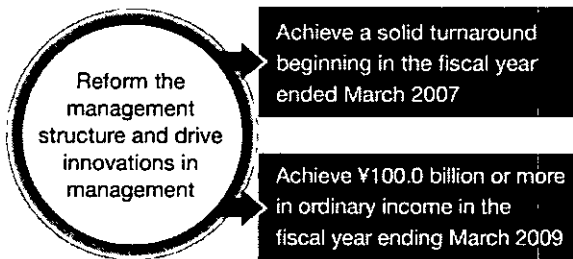 Reform the
management
structure and drive
innovations in
management
Achieve a solid turnaround
beginning in the fiscal year
ended March 2007
Achieve ¥100.0 billion or more
in ordinary income in the
fiscal year ending March 2009